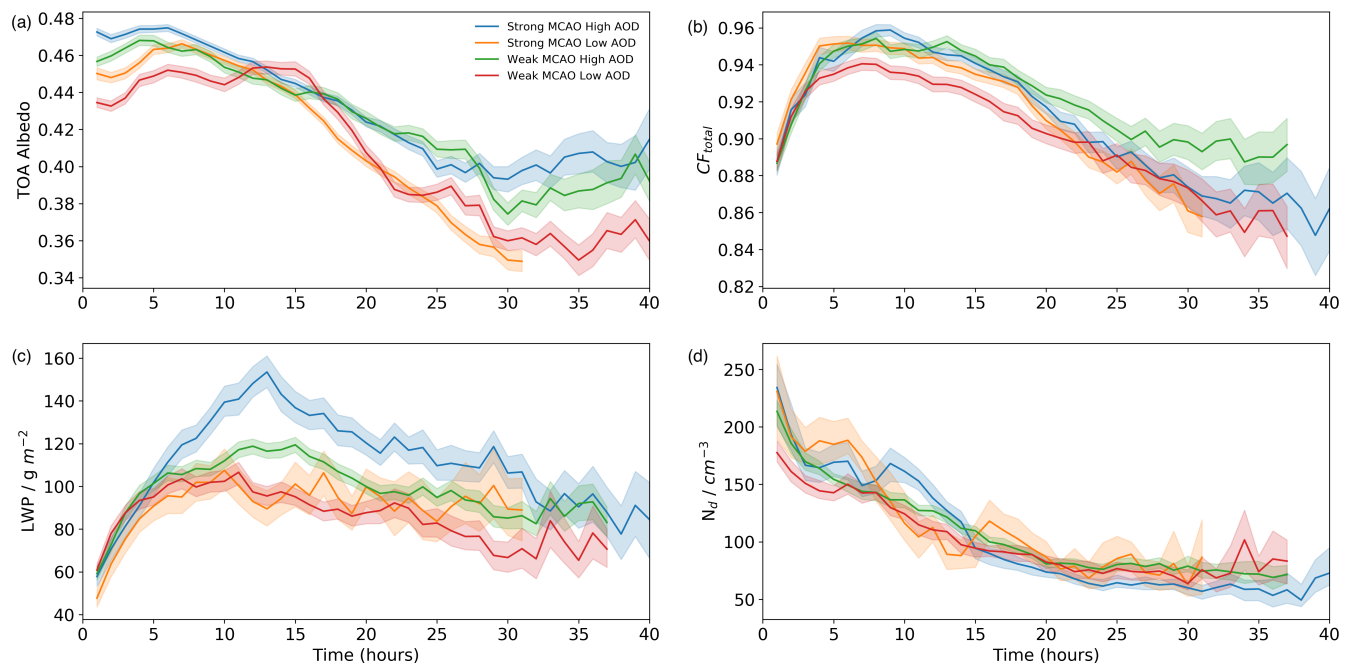 (a)
TOA Albedo
0.48
0.46
0.44
0.42
0.40
0.38
0.36
0.34
0 5 10 15 20 25 30 35 40
Strong MCAO High AOD
Strong MCAO Low AOD
Weak MCAO High AOD
Weak MCAO Low AOD
(b)
CF_total
0.96
0.94
0.92
0.90
0.88
0.86
0.84
0.82
0 5 10 15 20 25 30 35 40
(c)
LWP / g m⁻²
160
140
120
100
80
60
40
0 5 10 15 20 25 30 35 40
Time (hours)
(d)
N_d / cm⁻³
250
200
150
100
50
0 5 10 15 20 25 30 35 40
Time (hours)